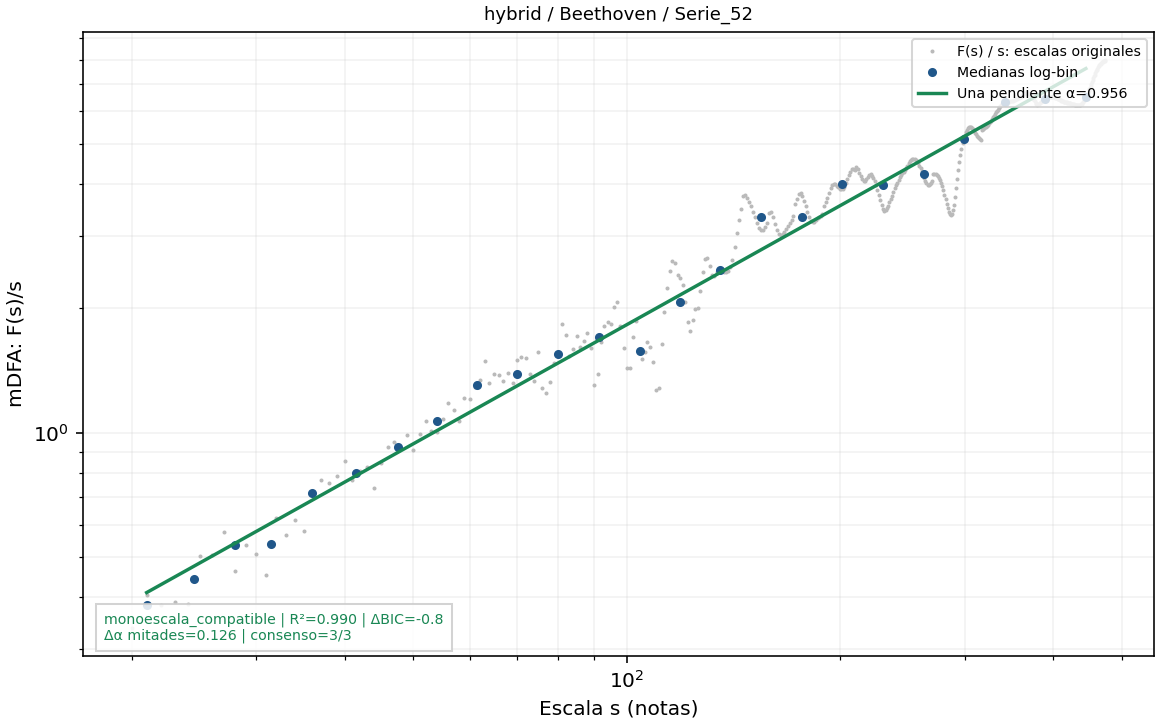 hybrid / Beethoven / Serie_52
F(s) / s: escalas originales
Medianas log-bin
Una pendiente α=0.956
mDFA: F(s)/s
10⁰
monoescala_compatible | R²=0.990 | ΔBIC=-0.8
Δα mitades=0.126 | consenso=3/3
10²
Escala s (notas)